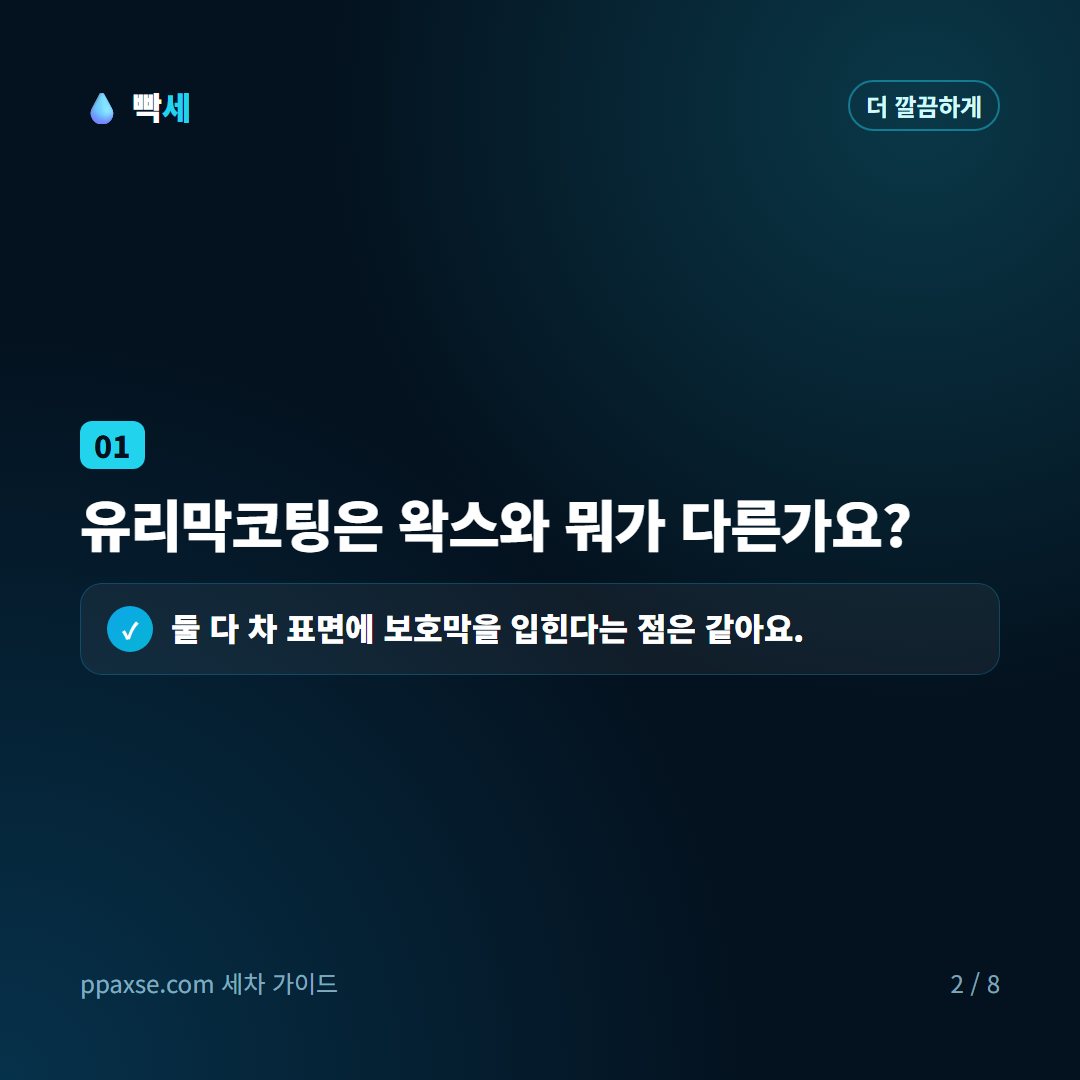 빡세
더 깔끔하게
01
유리막코팅은 왁스와 뭐가 다른가요?
✓ 둘 다 차 표면에 보호막을 입힌다는 점은 같아요.
ppaxse.com 세차 가이드
2 / 8